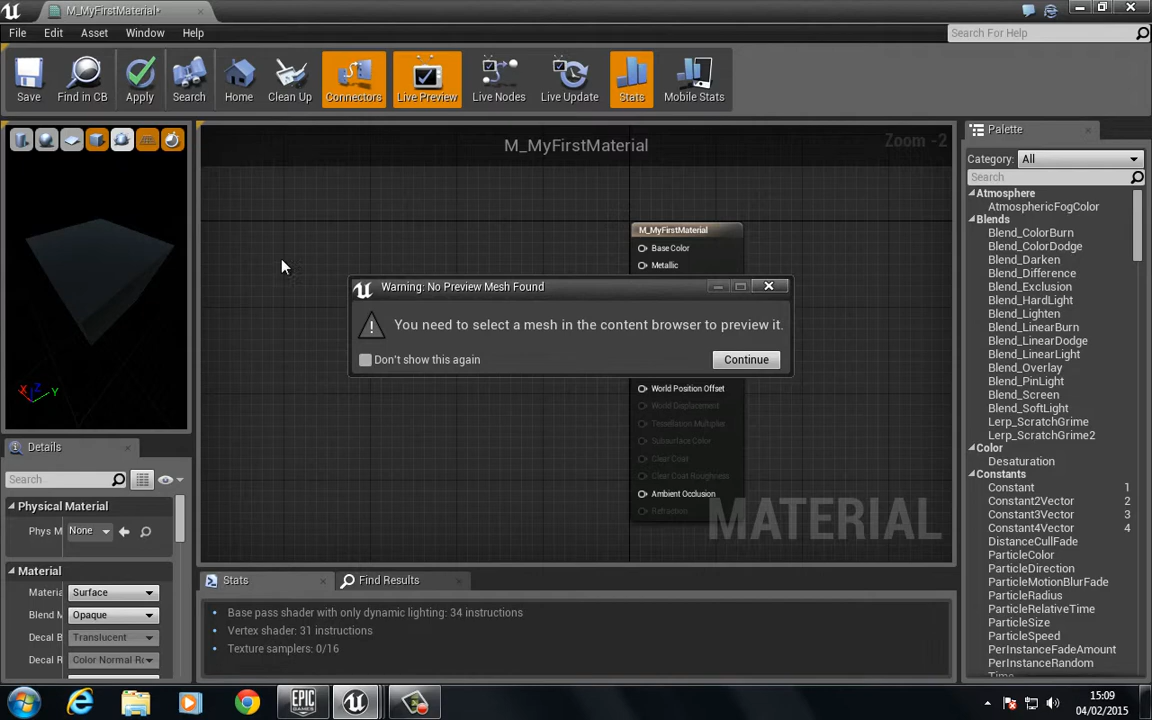 M_MyFirstMaterial*
File Edit Asset Window Help
Search For Help
Save Find in CB Apply Search Home Clean Up Connectors Live Preview Live Nodes Live Update Stats Mobile Stats
M_MyFirstMaterial
Zoom -2
Palette
Category: All
Search
Atmosphere
AtmosphericFogColor
Blends
Blend_ColorBurn
Blend_ColorDodge
Blend_Darken
Blend_Difference
Blend_Exclusion
Blend_HardLight
Blend_Lighten
Blend_LinearBurn
Blend_LinearDodge
Blend_LinearLight
Blend_Overlay
Blend_PinLight
Blend_Screen
Blend_SoftLight
Lerp_ScratchGrime
Lerp_ScratchGrime2
Color
Desaturation
Constants
Constant 1
Constant2Vector 2
Constant3Vector 3
Constant4Vector 4
DistanceCullFade
ParticleColor
ParticleDirection
ParticleMotionBlurFade
ParticleRadius
ParticleRelativeTime
ParticleSize
ParticleSpeed
PerInstanceFadeAmount
PerInstanceRandom
Time
M_MyFirstMaterial
Base Color
Metallic
Warning: No Preview Mesh Found
You need to select a mesh in the content browser to preview it.
Don't show this again
Continue
World Position Offset
World Displacement
Tessellation Multiplier
Subsurface Color
Clear Coat
Clear Coat Roughness
Ambient Occlusion
Refraction
MATERIAL
X Z Y
Details
Search
Physical Material
Phys M None
Material
Materia Surface
Blend M Opaque
Decal B Translucent
Decal R Color Normal Ro
Stats
Find Results
Base pass shader with only dynamic lighting: 34 instructions
Vertex shader: 31 instructions
Texture samplers: 0/16
EPIC GAMES
15:09
04/02/2015